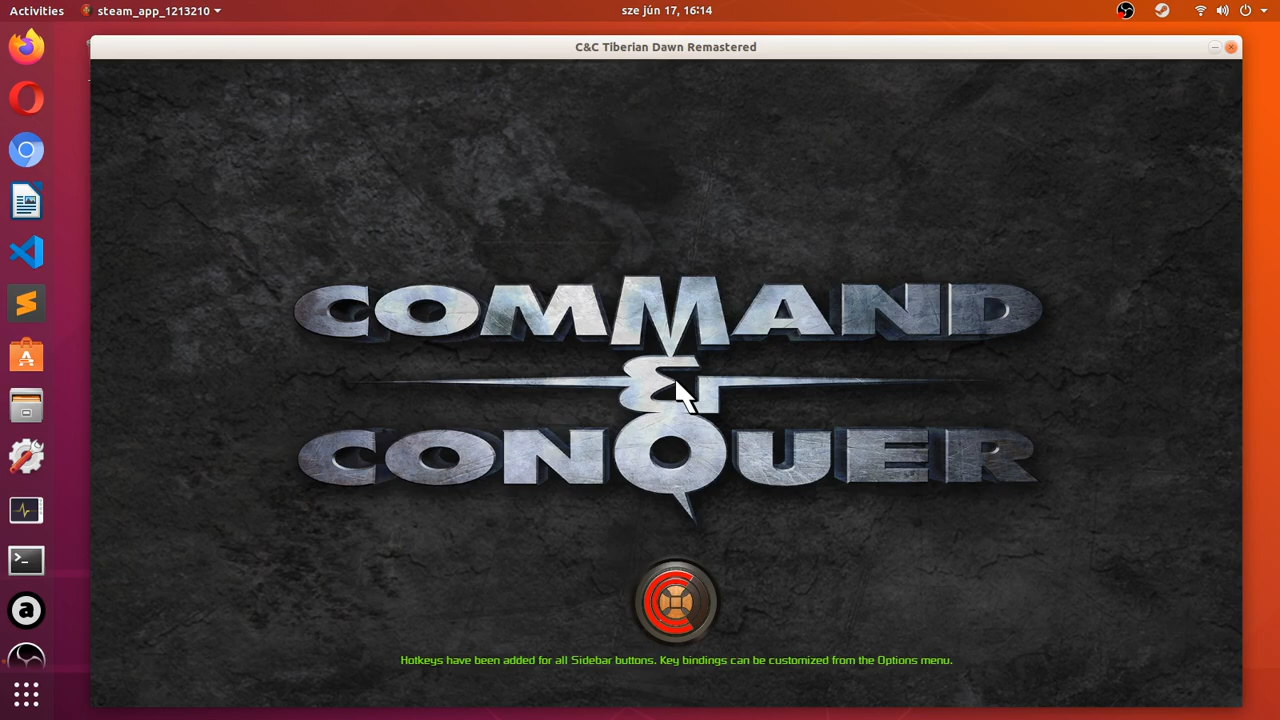 Activities
steam_app_1213210
sze jún 17, 16:14
C&C Tiberian Dawn Remastered
COMMAND
&
CONQUER
Hotkeys have been added for all Sidebar buttons. Key bindings can be customized from the Options menu.